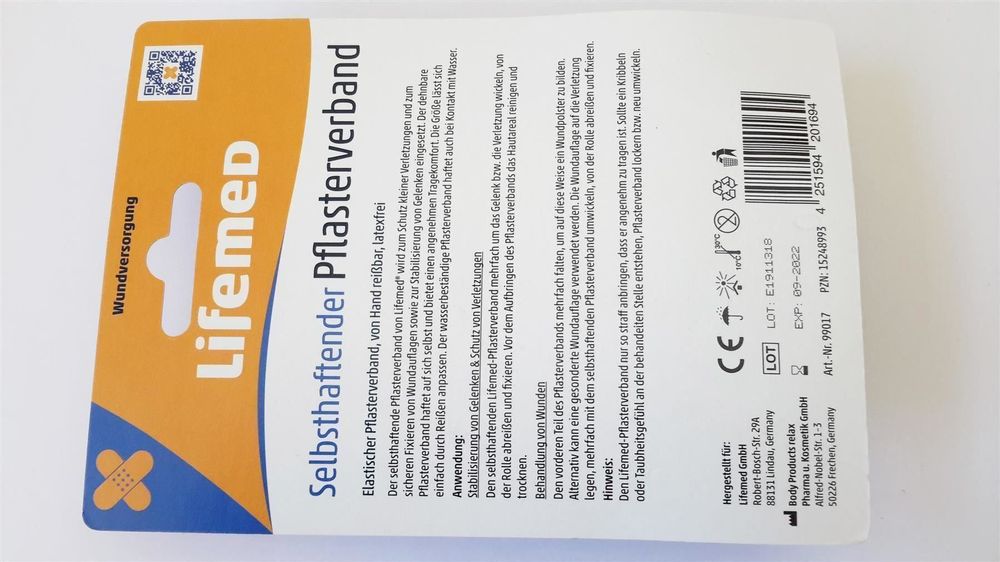 Wundversorgung
Lifemed
Selbsthaftender Pflasterverband
Elastischer Pflasterverband, von Hand reißbar, latexfrei
Der selbsthaftende Pflasterverband von Lifemed® wird zum Schutz kleiner Verletzungen und zum
sicheren Fixieren von Wundauflagen sowie zur Stabilisierung von Gelenken eingesetzt. Der dehnbare
Pflasterverband haftet auf sich selbst und bietet einen angenehmen Tragekomfort. Die Größe lässt sich
einfach durch Reißen anpassen. Der wasserbeständige Pflasterverband haftet auch bei Kontakt mit Wasser.
Anwendung:
Stabilisierung von Gelenken & Schutz von Verletzungen
Den selbsthaftenden Lifemed-Pflasterverband mehrfach um das Gelenk bzw. die Verletzung wickeln, von
der Rolle abreißen und fixieren. Vor dem Aufbringen des Pflasterverbands das Hautareal reinigen und
trocknen.
Behandlung von Wunden
Den vorderen Teil des Pflasterverbands mehrfach falten, um auf diese Weise ein Wundpolster zu bilden.
Alternativ kann eine gesonderte Wundauflage verwendet werden. Die Wundauflage auf die Verletzung
legen, mehrfach mit dem selbsthaftenden Pflasterverband umwickeln, von der Rolle abreißen und fixieren.
Hinweis:
Den Lifemed-Pflasterverband nur so straff anbringen, dass er angenehm zu tragen ist. Sollte ein Kribbeln
oder Taubheitsgefühl an der behandelten Stelle entstehen, Pflasterverband lockern bzw. neu umwickeln.
Hergestellt für:
Lifemed GmbH
Robert-Bosch-Str. 29A
88131 Lindau, Germany
Body Products relax
Pharma u. Kosmetik GmbH
Alfred-Nobel-Str. 1-3
50226 Frechen, Germany
CE
10°C
30°C
2
LOT
LOT: E1911318
EXP: 09-2022
Art.-Nr. 99017
PZN: 15248993
4 251594 201694